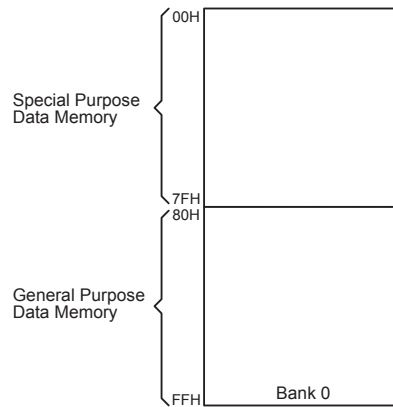 00H
Special Purpose
Data Memory
7FH
80H
General Purpose
Data Memory
FFH
Bank 0